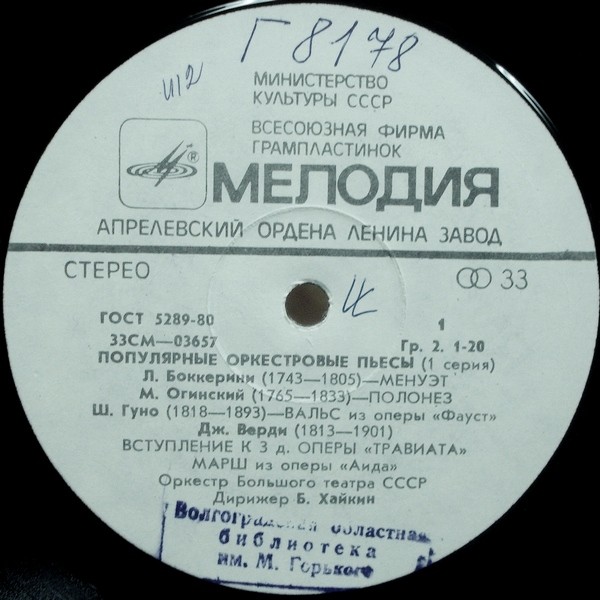 Г 8178
МИНИСТЕРСТВО
КУЛЬТУРЫ СССР
ВСЕСОЮЗНАЯ ФИРМА
ГРАМПЛАСТИНОК
® МЕЛОДИЯ
АПРЕЛЕВСКИЙ ОРДЕНА ЛЕНИНА ЗАВОД
СТЕРЕО 33
ГОСТ 5289-80 1
33СМ—03657 Гр. 2. 1-20
ПОПУЛЯРНЫЕ ОРКЕСТРОВЫЕ ПЬЕСЫ (1 серия)
Л. Боккерини (1743—1805)—МЕНУЭТ
М. Огинский (1765—1833)—ПОЛОНЕЗ
Ш. Гуно (1818—1893)—ВАЛЬС из оперы «Фауст»
Дж. Верди (1813—1901)
ВСТУПЛЕНИЕ К 3 д. ОПЕРЫ «ТРАВИАТА»
МАРШ из оперы «Аида»
Оркестр Большого театра СССР
Дирижер Б. Хайкин
Волгоградская областная
библиотека
им. М. Горького